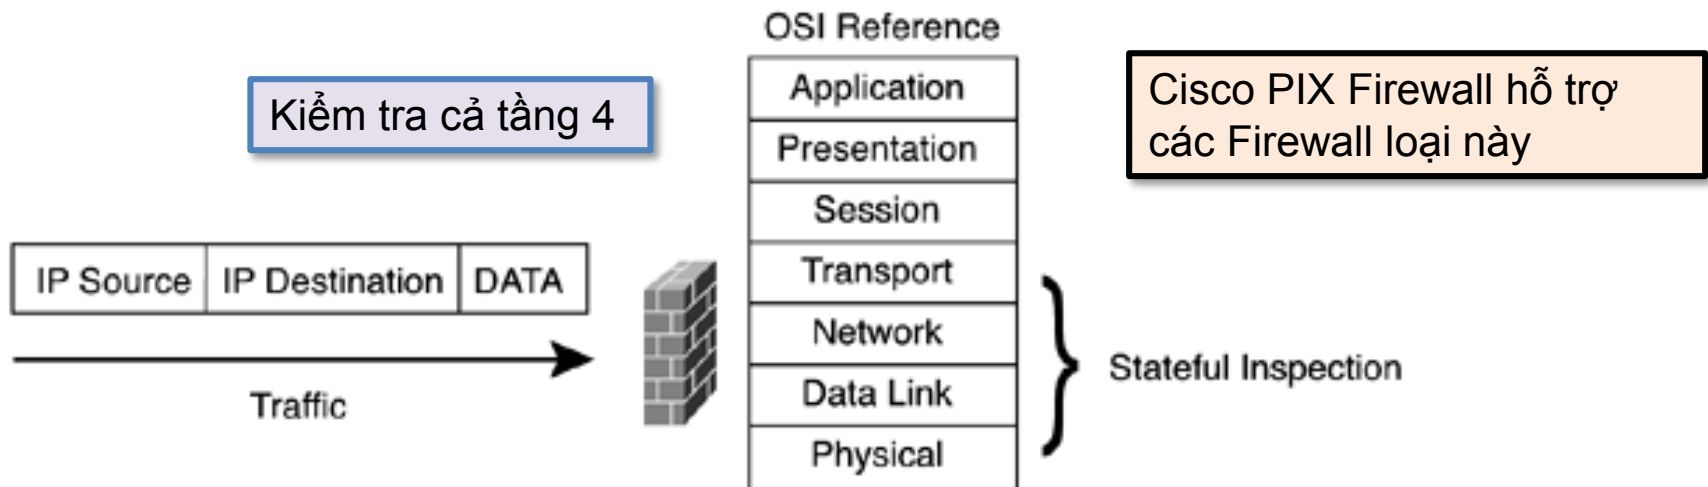 OSI Reference
Kiểm tra cả tầng 4
Cisco PIX Firewall hỗ trợ
các Firewall loại này
Application
Presentation
Session
Transport
Network
Data Link
Physical
IP Source
IP Destination
DATA
Traffic
Stateful Inspection